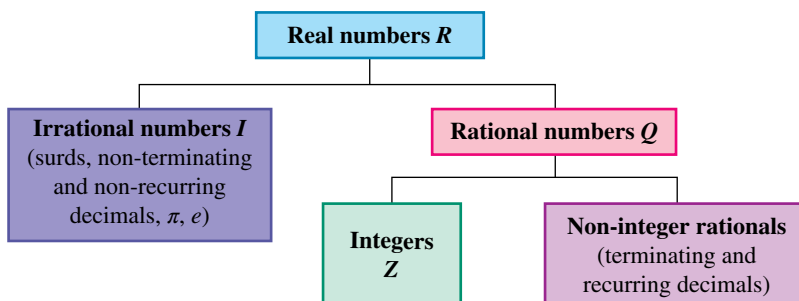 Real numbers R
Irrational numbers I
(surds, non-terminating
and non-recurring
decimals, π, e)
Rational numbers Q
Integers
Z
Non-integer rationals
(terminating and
recurring decimals)